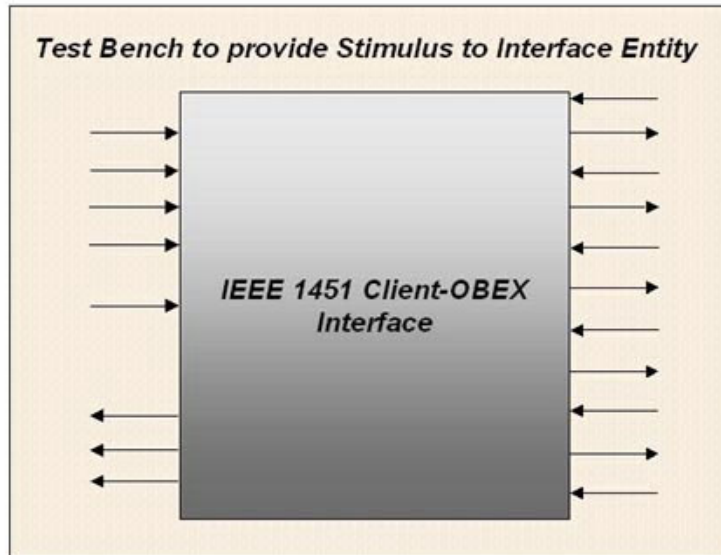 Test Bench to provide Stimulus to Interface Entity
IEEE 1451 Client-OBEX
Interface